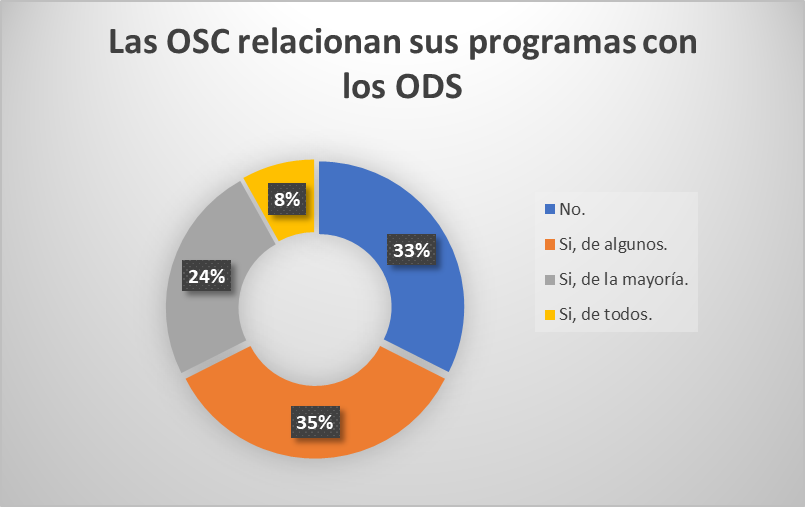 Las OSC relacionan sus programas con
los ODS
8%
33%
24%
35%
No.
Si, de algunos.
Si, de la mayoría.
Si, de todos.